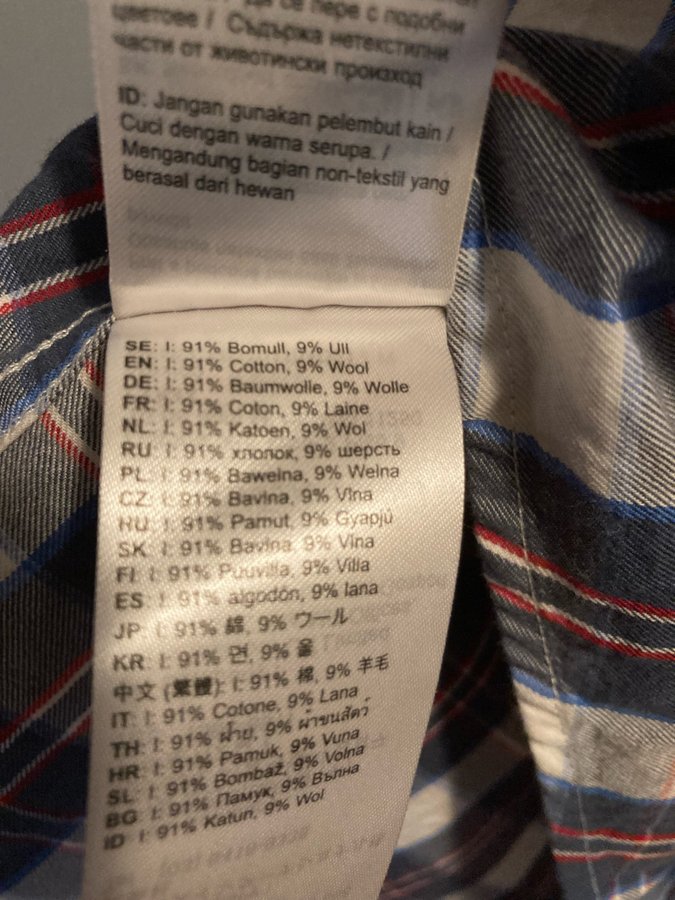 Да се пере с подобни
цветове / Съдържа нетекстилни
части от животински произход
ID: Jangan gunakan pelembut kain /
Cuci dengan warna serupa. /
Mengandung bagian non-tekstil yang
berasal dari hewan
SE: I: 91% Bomull, 9% Ull
EN: I: 91% Cotton, 9% Wool
DE: I: 91% Baumwolle, 9% Wolle
FR: I: 91% Coton, 9% Laine
NL: I: 91% Katoen, 9% Wol
RU: I: 91% хлопок, 9% шерсть
PL: I: 91% Bawełna, 9% Wełna
CZ: I: 91% Bavlna, 9% Vlna
HU: I: 91% Pamut, 9% Gyapjú
SK: I: 91% Bavlna, 9% Vlna
FI: I: 91% Puuvilla, 9% Villa
ES: I: 91% algodón, 9% lana
JP: I: 91% 綿, 9% ウール
KR: I: 91% 면, 9% 울
中文 (繁體): I: 91% 棉, 9% 羊毛
IT: I: 91% Cotone, 9% Lana
TH: I: 91% ฝ้าย, 9% ผ้าขนสัตว์
HR: I: 91% Pamuk, 9% Vuna
SL: I: 91% Bombaž, 9% Volna
BG: I: 91% Памук, 9% Вълна
ID: I: 91% Katun, 9% Wol